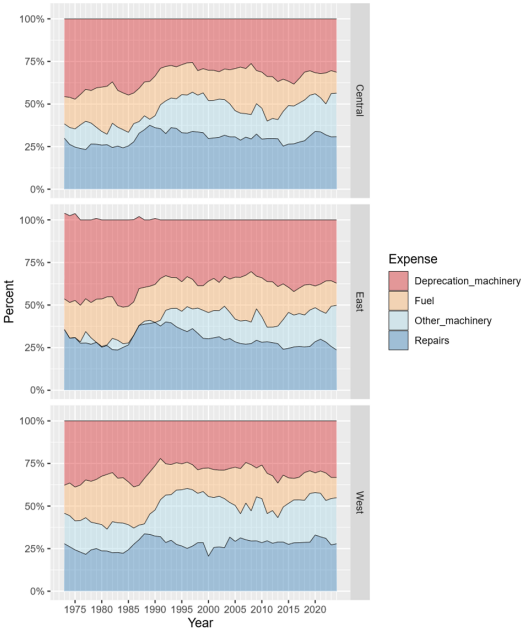 100%
75%
50%
25%
0%
Central
100%
75%
50%
25%
0%
East
100%
75%
50%
25%
0%
West
Percent
1975 1980 1985 1990 1995 2000 2005 2010 2015 2020
Year
Expense
Deprecation_machinery
Fuel
Other_machinery
Repairs